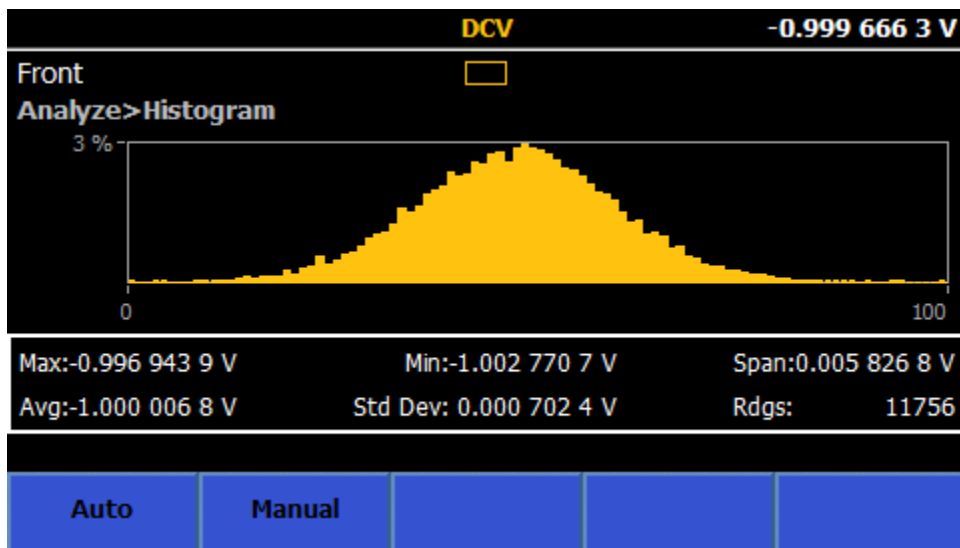 DCV -0.999 666 3 V
Front
Analyze>Histogram
3 %
0 100
Max:-0.996 943 9 V Min:-1.002 770 7 V Span:0.005 826 8 V
Avg:-1.000 006 8 V Std Dev: 0.000 702 4 V Rdgs: 11756
Auto Manual